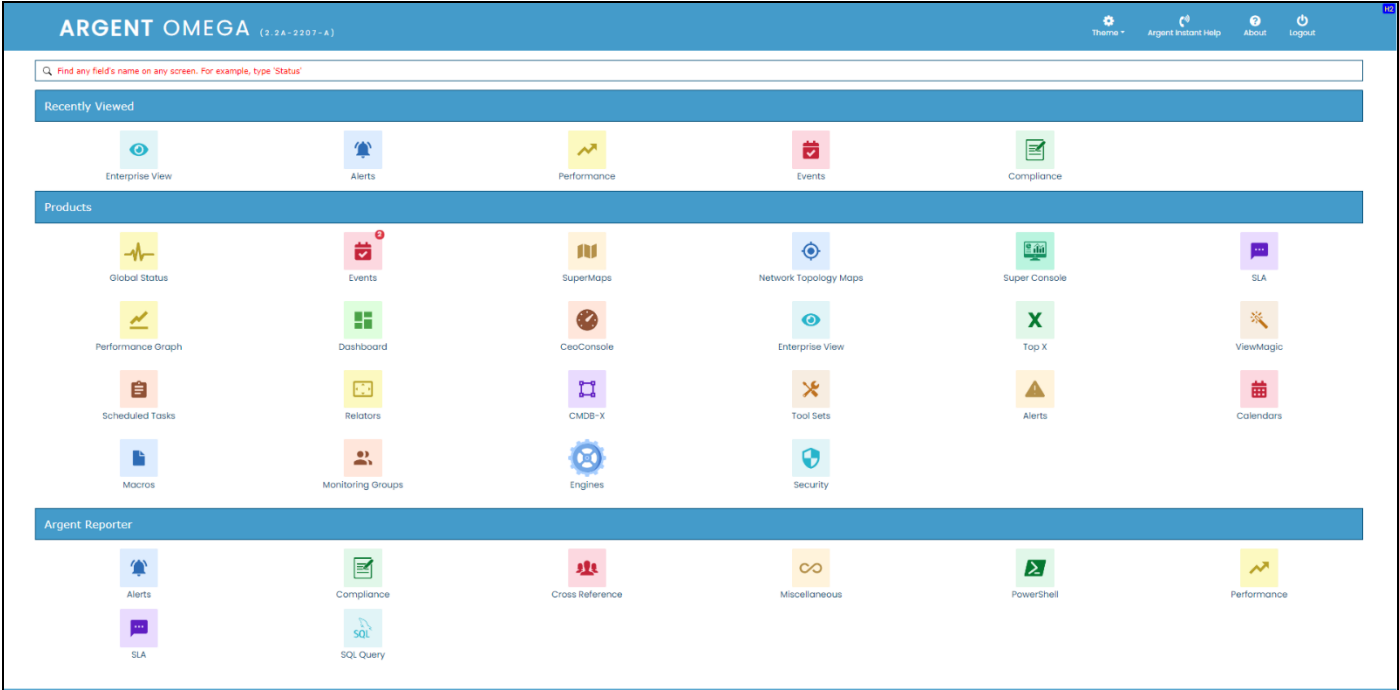 H2
ARGENT OMEGA (2.2A-2207-A)
Theme Argent Instant Help About Logout
Find any field's name on any screen. For example, type 'Status'
Recently Viewed
Enterprise View Alerts Performance Events Compliance
Products
2
Global Status Events SuperMaps Network Topology Maps Super Console SLA
X
Performance Graph Dashboard CeoConsole Enterprise View Top X ViewMagic
Scheduled Tasks Relators CMDB-X Tool Sets Alerts Calendars
Macros Monitoring Groups Engines Security
Argent Reporter
Alerts Compliance Cross Reference Miscellaneous PowerShell Performance
SQL
SLA SQL Query